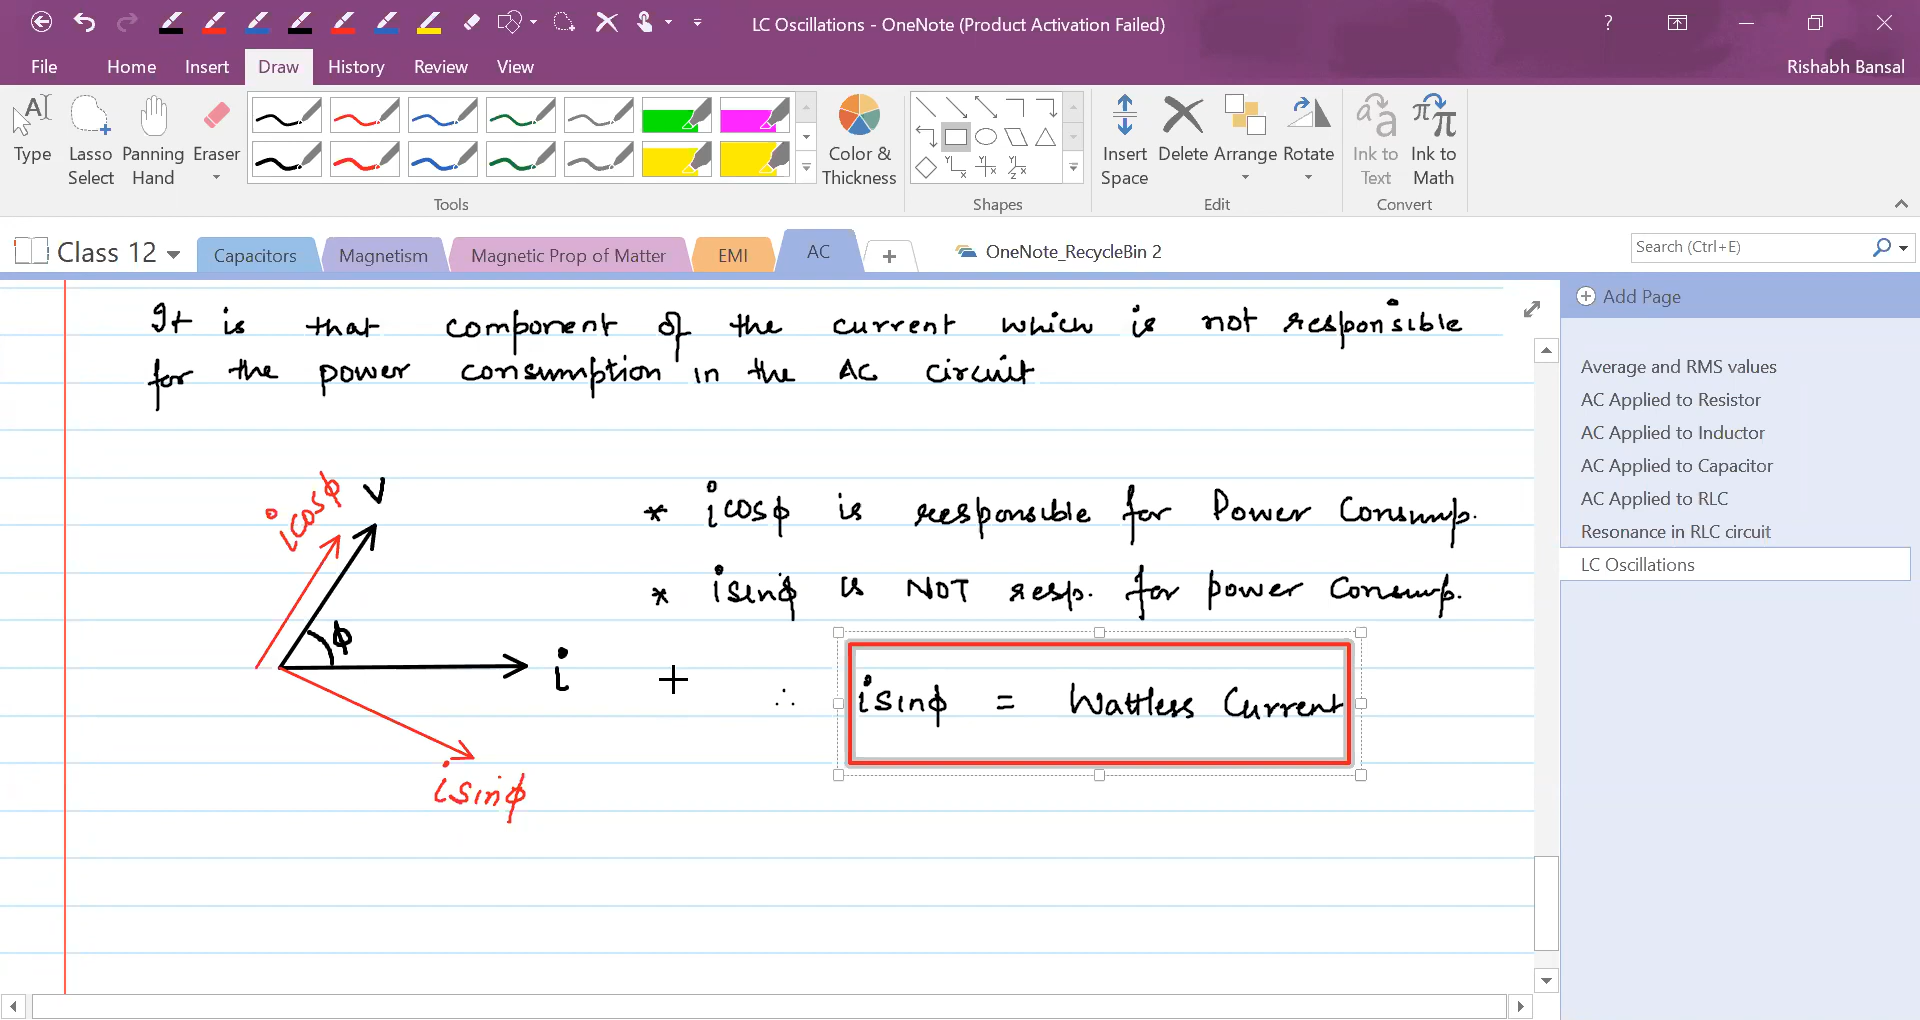 LC Oscillations - OneNote (Product Activation Failed)
?
File Home Insert Draw History Review View
Rishabh Bansal
Type
Lasso Select
Panning Hand
Eraser
Color & Thickness
Insert Space
Delete
Arrange
Rotate
Ink to Text
Ink to Math
Tools
Shapes
Edit
Convert
Class 12
Capacitors
Magnetism
Magnetic Prop of Matter
EMI
AC
+
OneNote_RecycleBin 2
Search (Ctrl+E)
Add Page
Average and RMS values
AC Applied to Resistor
AC Applied to Inductor
AC Applied to Capacitor
AC Applied to RLC
Resonance in RLC circuit
LC Oscillations
It is that component of the current which is not responsible
for the power consumption in the AC circuit
icosϕ
V
ϕ
i
isinϕ
* icosϕ is responsible for Power Consump.
* isinϕ is NOT resp. for power Consump.
∴ isinϕ = Wattless Current